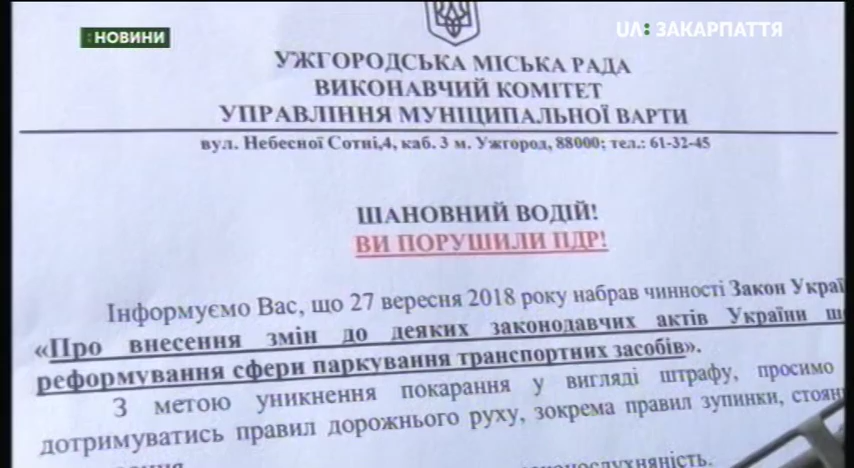 :НОВИНИ
UA: ЗАКАРПАТТЯ
УЖГОРОДСЬКА МІСЬКА РАДА
ВИКОНАВЧИЙ КОМІТЕТ
УПРАВЛІННЯ МУНІЦИПАЛЬНОЇ ВАРТИ
вул. Небесної Сотні,4, каб. 3 м. Ужгород, 88000; тел.: 61-32-45
ШАНОВНИЙ ВОДІЙ!
ВИ ПОРУШИЛИ ПДР!
Інформуємо Вас, що 27 вересня 2018 року набрав чинності Закон Украї
«Про внесення змін до деяких законодавчих актів України що
реформування сфери паркування транспортних засобів».
З метою уникнення покарання у вигляді штрафу, просимо
дотримуватись правил дорожнього руху, зокрема правил зупинки, стоян